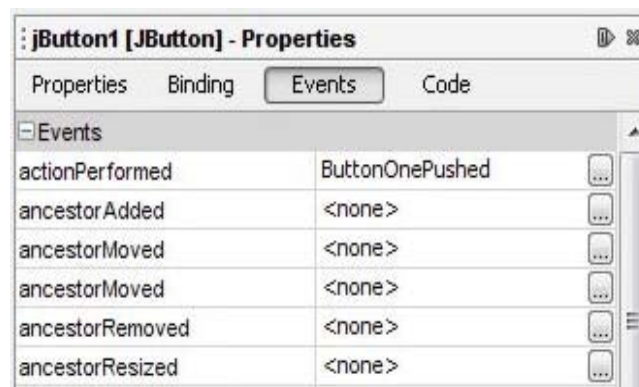 jButton1 [JButton] - Properties
Properties Binding Events Code
Events
actionPerformed ButtonOnePushed ...
ancestorAdded <none> ...
ancestorMoved <none> ...
ancestorMoved <none> ...
ancestorRemoved <none> ...
ancestorResized <none> ...